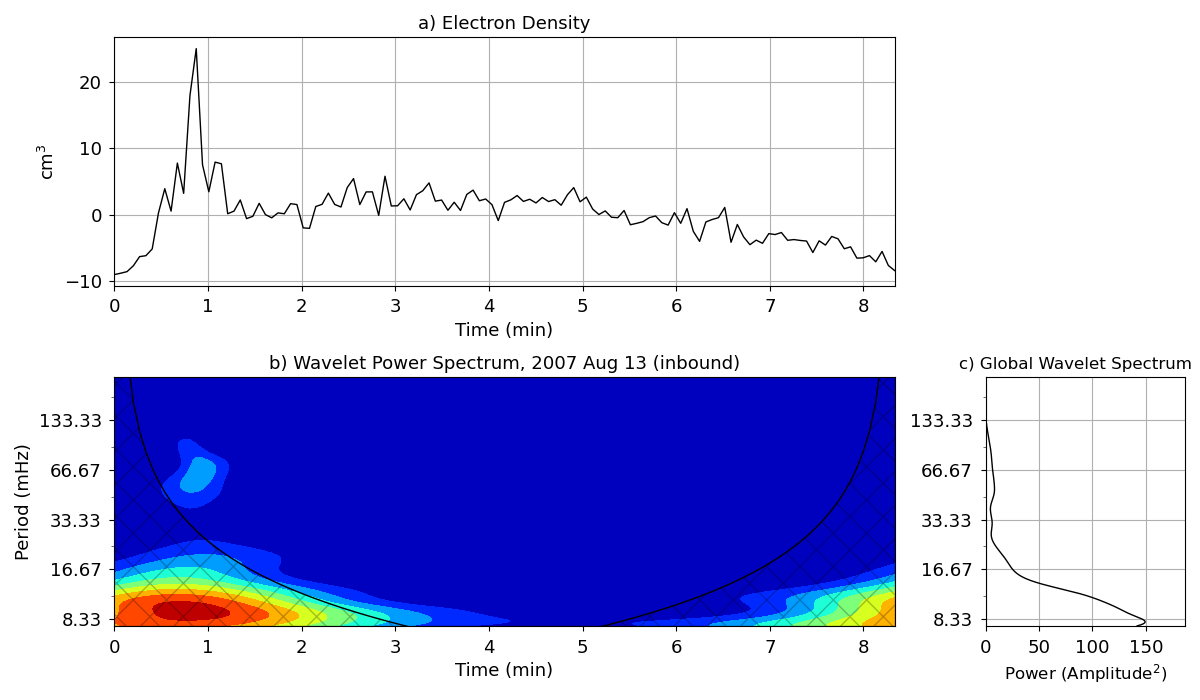 a) Electron Density
cm³
20
10
0
−10
0 1 2 3 4 5 6 7 8
Time (min)
b) Wavelet Power Spectrum, 2007 Aug 13 (inbound)
Period (mHz)
133.33
66.67
33.33
16.67
8.33
0 1 2 3 4 5 6 7 8
Time (min)
c) Global Wavelet Spectrum
133.33
66.67
33.33
16.67
8.33
0 50 100 150
Power (Amplitude²)